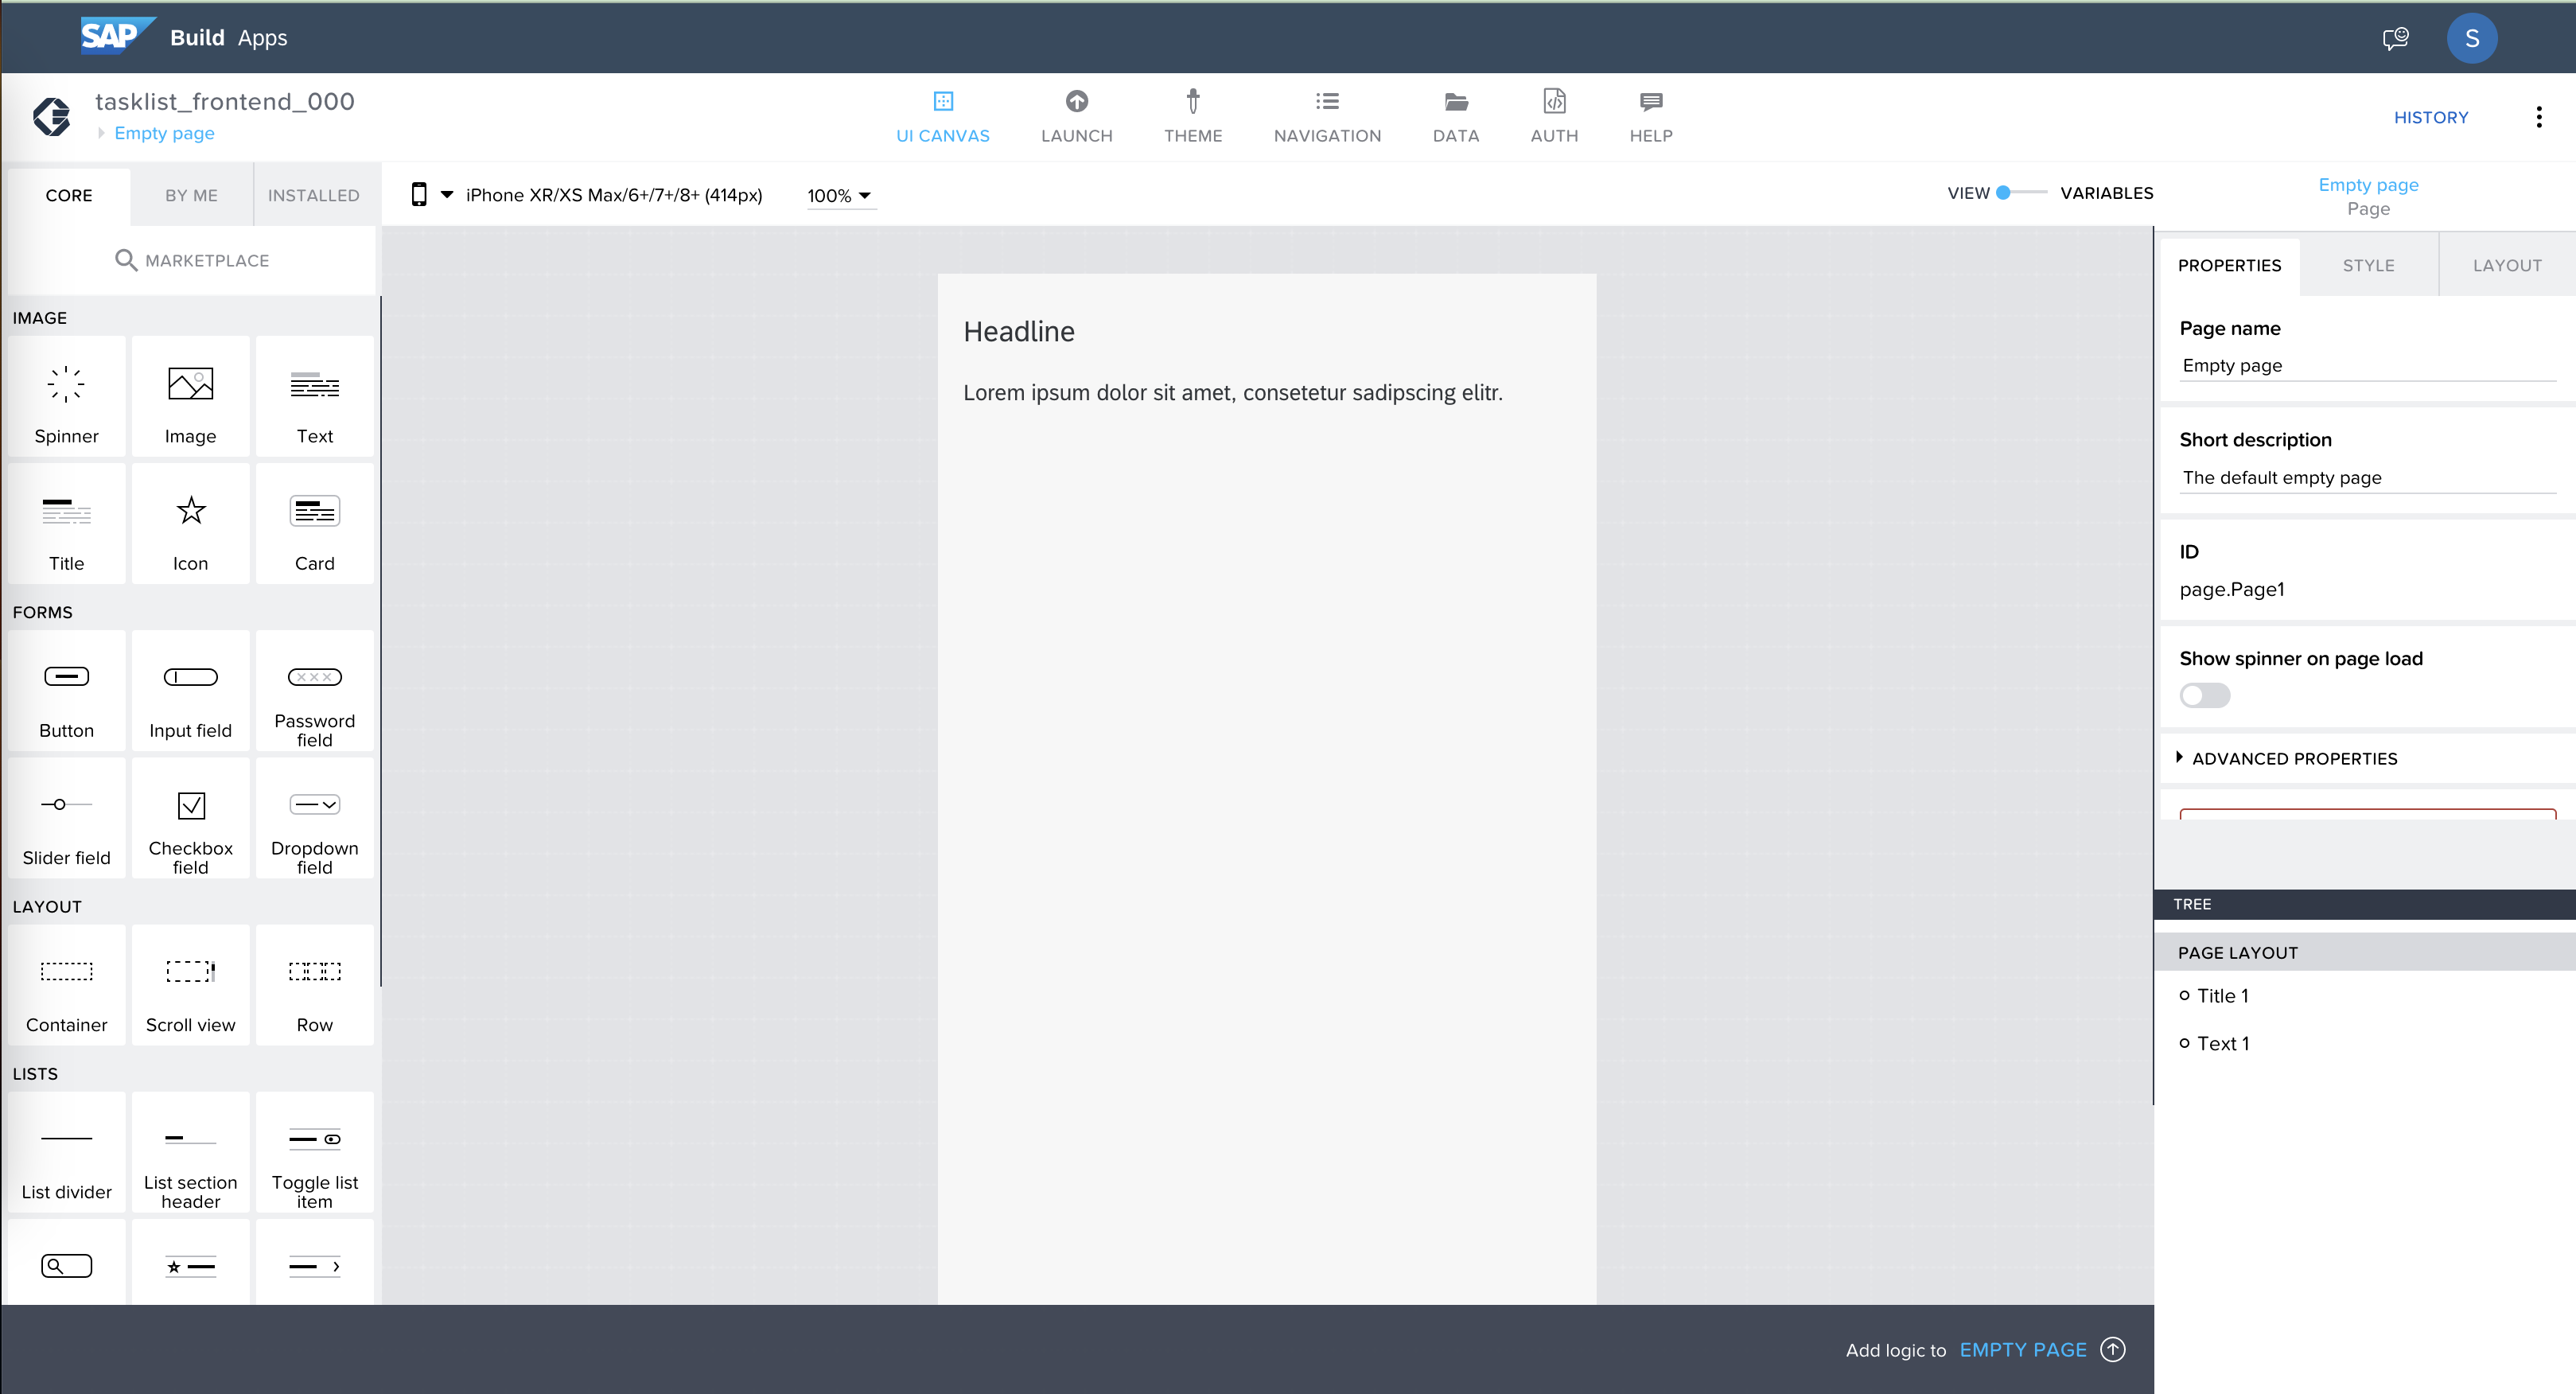 SAP Build Apps
S
tasklist_frontend_000
Empty page
UI CANVAS
LAUNCH
THEME
NAVIGATION
DATA
AUTH
HELP
HISTORY
CORE
BY ME
INSTALLED
MARKETPLACE
IMAGE
Spinner
Image
Text
Title
Icon
Card
FORMS
Button
Input field
Password
field
Slider field
Checkbox
field
Dropdown
field
LAYOUT
Container
Scroll view
Row
LISTS
List divider
List section
header
Toggle list
item
iPhone XR/XS Max/6+/7+/8+ (414px)
100%
VIEW
VARIABLES
Headline
Lorem ipsum dolor sit amet, consetetur sadipscing elitr.
Add logic to EMPTY PAGE
Empty page
Page
PROPERTIES
STYLE
LAYOUT
Page name
Empty page
Short description
The default empty page
ID
page.Page1
Show spinner on page load
ADVANCED PROPERTIES
TREE
PAGE LAYOUT
Title 1
Text 1